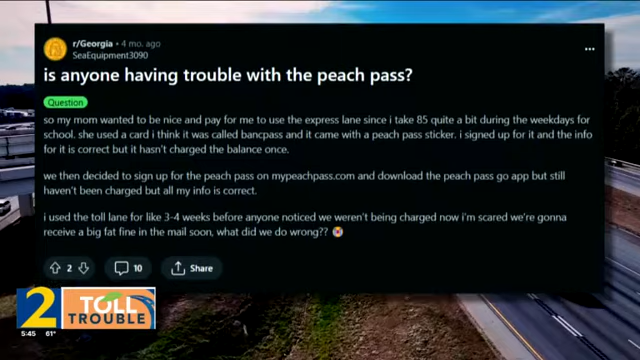 r/Georgia • 4 mo. ago
SeaEquipment3090
is anyone having trouble with the peach pass?
Question
so my mom wanted to be nice and pay for me to use the express lane since i take 85 quite a bit during the weekdays for
school. she used a card i think it was called bancpass and it came with a peach pass sticker. i signed up for it and the info
for it is correct but it hasn't charged the balance once.
we then decided to sign up for the peach pass on mypeachpass.com and download the peach pass go app but still
haven't been charged but all my info is correct.
i used the toll lane for like 3-4 weeks before anyone noticed we weren't being charged now i'm scared we're gonna
receive a big fat fine in the mail soon, what did we do wrong?? 😭
2
10
Share
2
TOLL
TROUBLE
5:45 61°